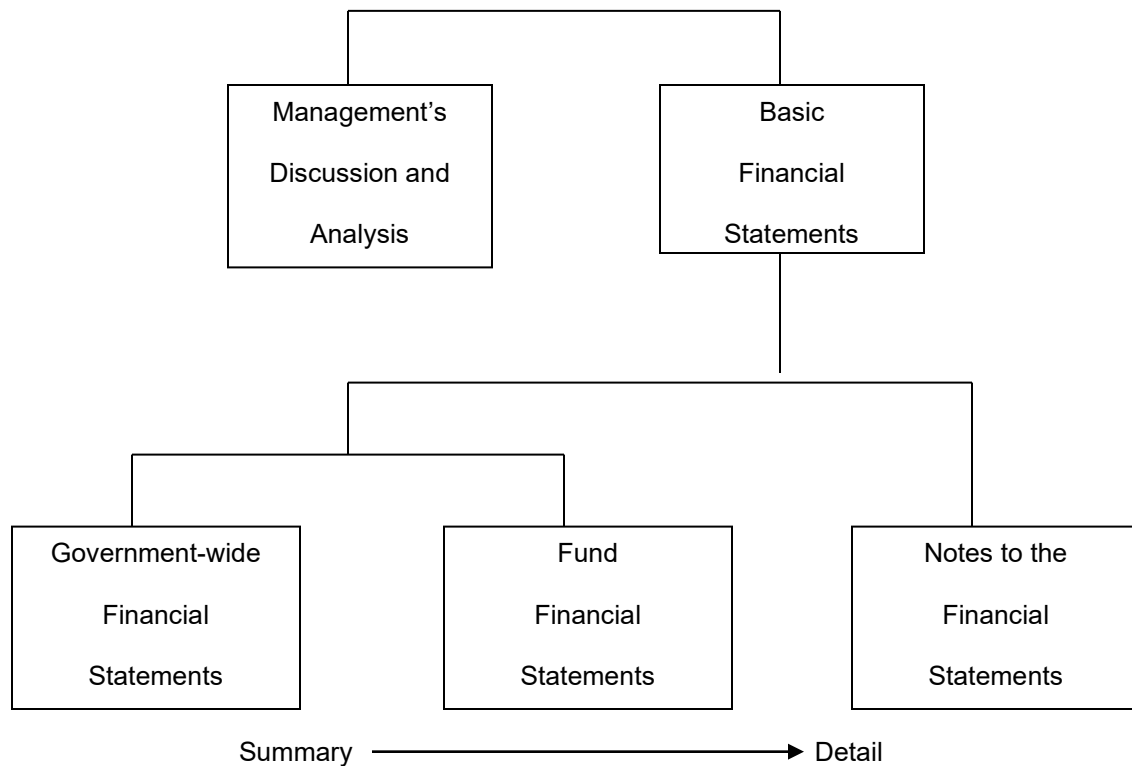 Management’s
Discussion and
Analysis
Basic
Financial
Statements
Government-wide
Financial
Statements
Fund
Financial
Statements
Notes to the
Financial
Statements
Summary
Detail